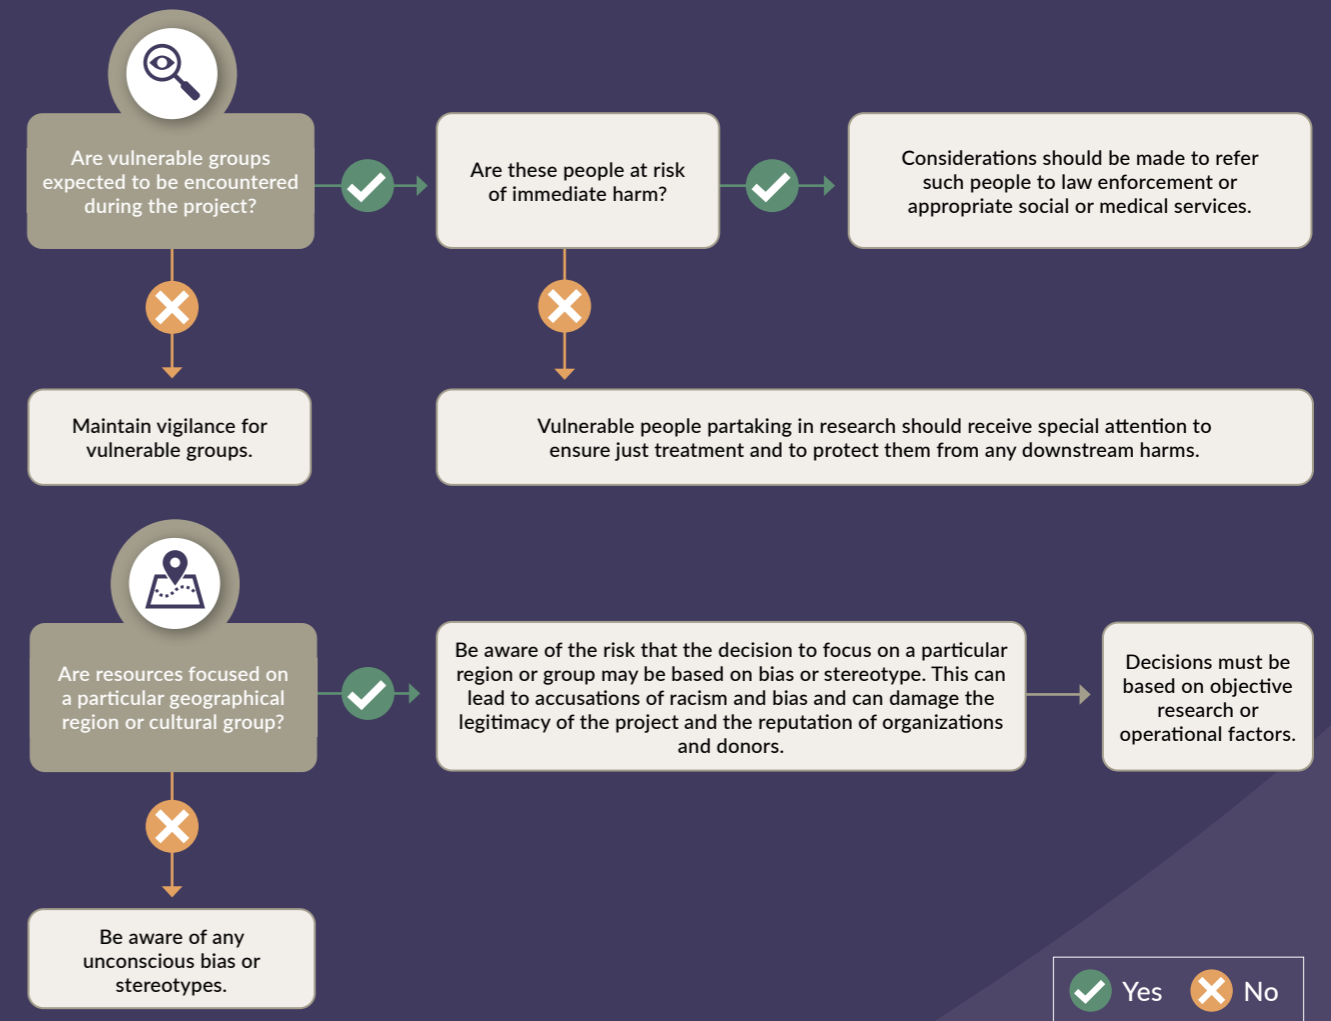 Are vulnerable groups
expected to be encountered
during the project?
Are these people at risk
of immediate harm?
Considerations should be made to refer
such people to law enforcement or
appropriate social or medical services.
Maintain vigilance for
vulnerable groups.
Vulnerable people partaking in research should receive special attention to
ensure just treatment and to protect them from any downstream harms.
Are resources focused on
a particular geographical
region or cultural group?
Be aware of the risk that the decision to focus on a particular
region or group may be based on bias or stereotype. This can
lead to accusations of racism and bias and can damage the
legitimacy of the project and the reputation of organizations
and donors.
Decisions must be
based on objective
research or
operational factors.
Be aware of any
unconscious bias or
stereotypes.
Yes
No